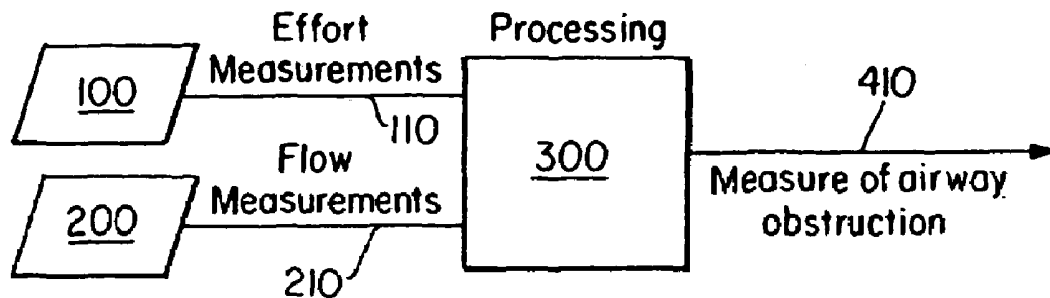 Effort
Measurements
Processing
100
110
300
410
Flow
Measurements
200
210
Measure of airway
obstruction